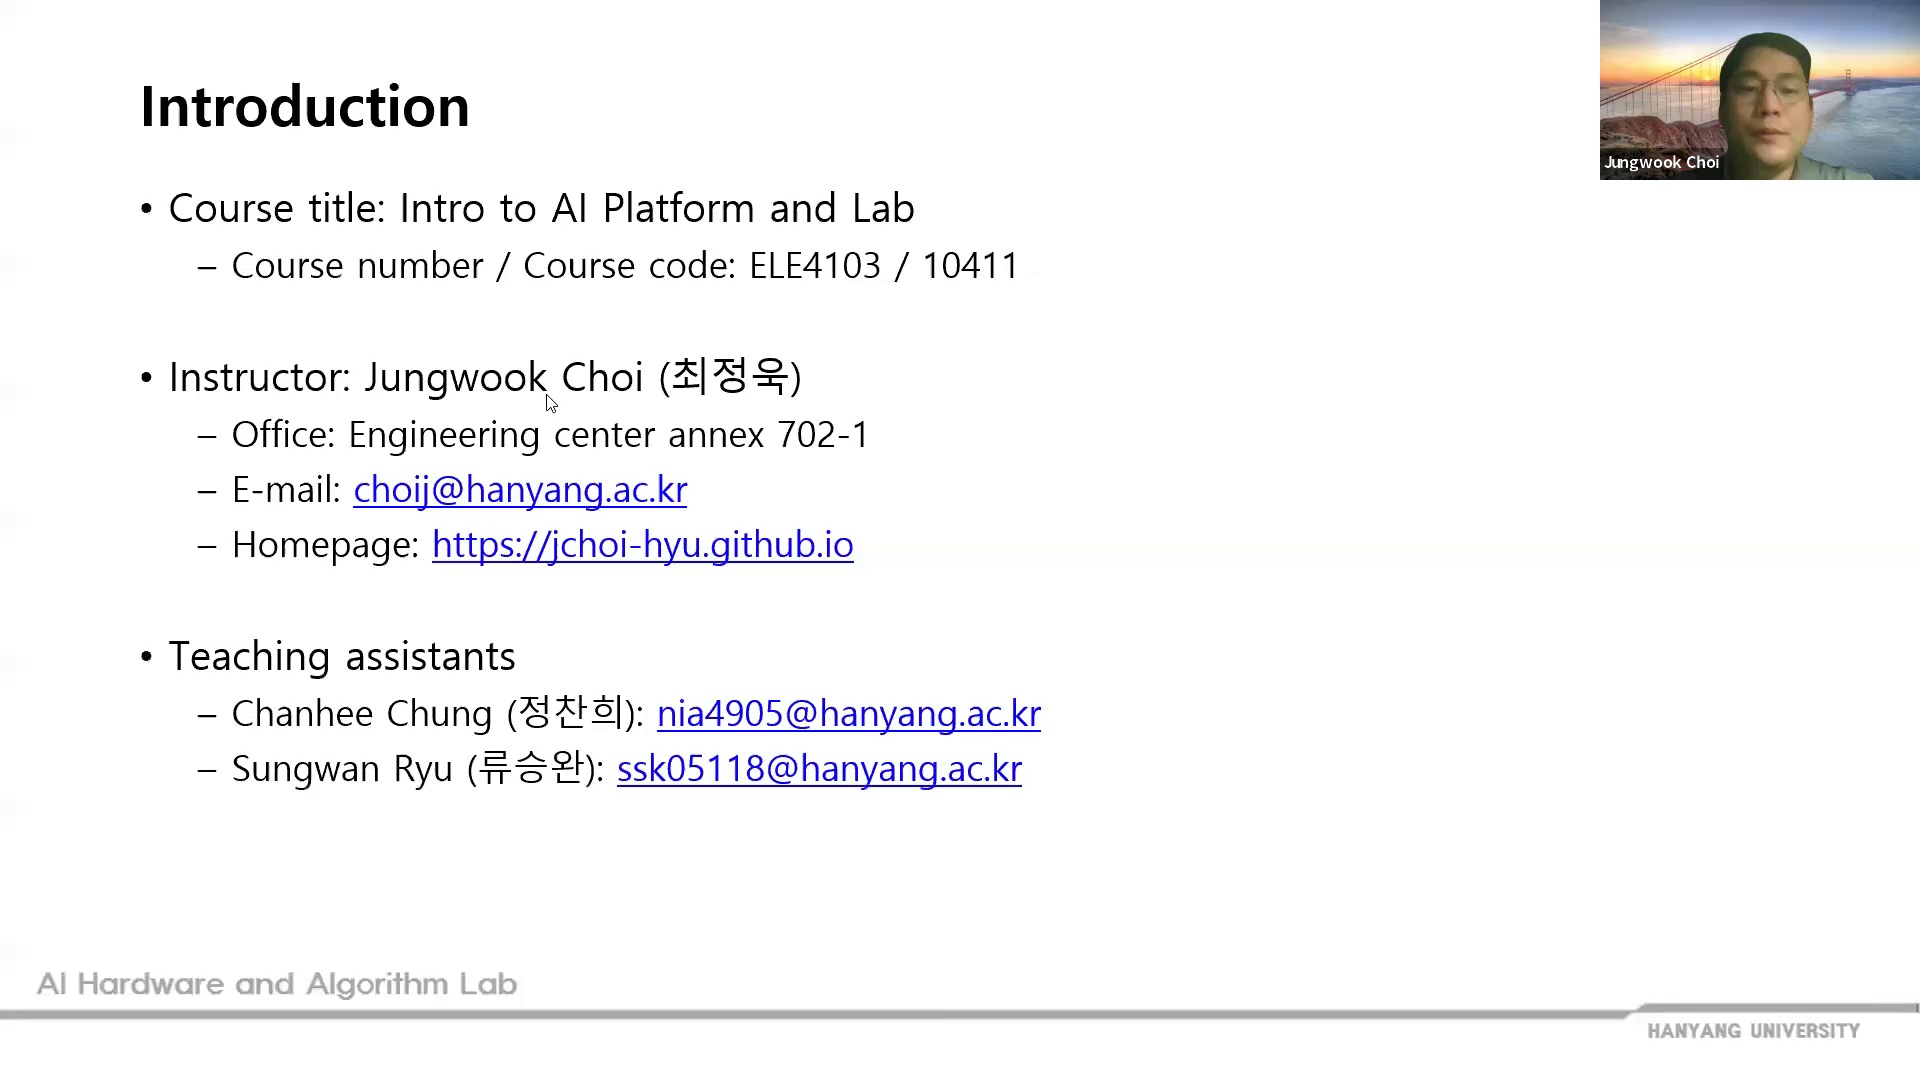 Introduction
Jungwook Choi
• Course title: Intro to AI Platform and Lab
– Course number / Course code: ELE4103 / 10411
• Instructor: Jungwook Choi (최정욱)
– Office: Engineering center annex 702-1
– E-mail: choij@hanyang.ac.kr
– Homepage: https://jchoi-hyu.github.io
• Teaching assistants
– Chanhee Chung (정찬희): nia4905@hanyang.ac.kr
– Sungwan Ryu (류승완): ssk05118@hanyang.ac.kr
AI Hardware and Algorithm Lab
HANYANG UNIVERSITY